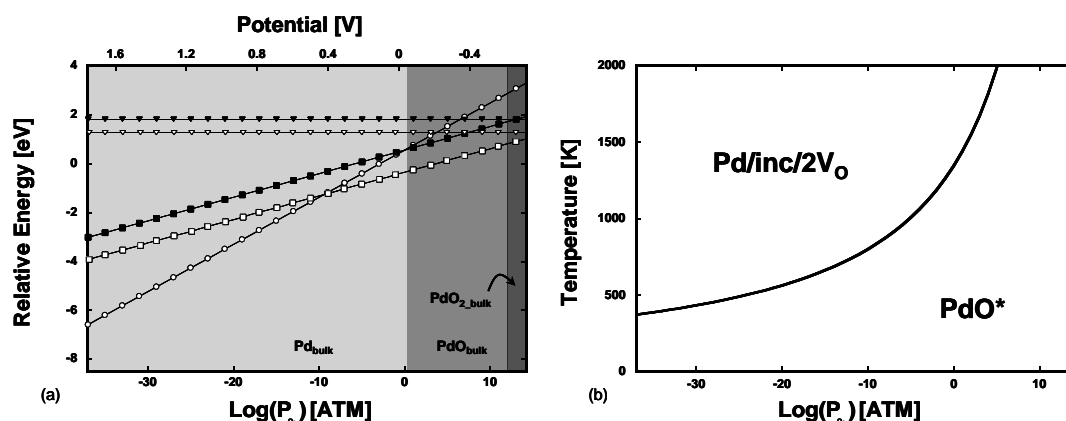 Potential [V]
1.6 1.2 0.8 0.4 0 -0.4
4
2
0
-2
-4
-6
-8
Relative Energy [eV]
PdO2_bulk
Pdbulk
PdObulk
-30 -20 -10 0 10
(a)
Log(P) [ATM]
2000
1500
1000
500
0
Temperature [K]
Pd/inc/2VO
PdO*
-30 -20 -10 0 10
(b)
Log(P) [ATM]